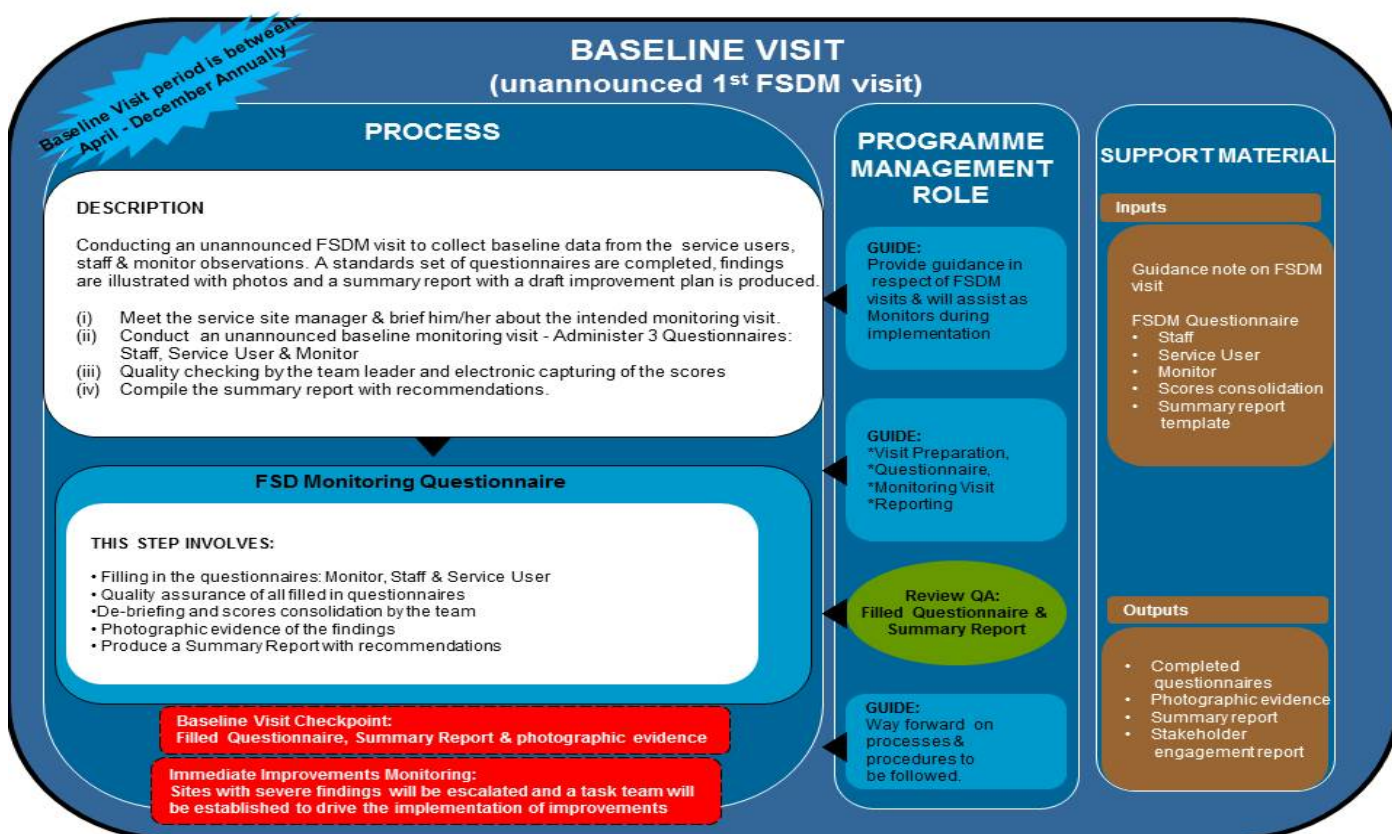 Baseline Visit period is between
April - December Annually
BASELINE VISIT
(unannounced 1st FSDM visit)
PROCESS
DESCRIPTION
Conducting an unannounced FSDM visit to collect baseline data from the service users,
staff & monitor observations. A standards set of questionnaires are completed, findings
are illustrated with photos and a summary report with a draft improvement plan is produced.
(i) Meet the service site manager & brief him/her about the intended monitoring visit.
(ii) Conduct an unannounced baseline monitoring visit - Administer 3 Questionnaires:
Staff, Service User & Monitor
(iii) Quality checking by the team leader and electronic capturing of the scores
(iv) Compile the summary report with recommendations.
FSD Monitoring Questionnaire
THIS STEP INVOLVES:
• Filling in the questionnaires: Monitor, Staff & Service User
• Quality assurance of all filled in questionnaires
•De-briefing and scores consolidation by the team
• Photographic evidence of the findings
• Produce a Summary Report with recommendations
Baseline Visit Checkpoint:
Filled Questionnaire, Summary Report & photographic evidence
Immediate Improvements Monitoring:
Sites with severe findings will be escalated and a task team will
be established to drive the implementation of improvements
PROGRAMME
MANAGEMENT
ROLE
GUIDE:
Provide guidance in
respect of FSDM
visits & will assist as
Monitors during
implementation
GUIDE:
*Visit Preparation,
*Questionnaire,
*Monitoring Visit
*Reporting
Review QA:
Filled Questionnaire &
Summary Report
GUIDE:
Way forward on
processes &
procedures to
be followed.
SUPPORT MATERIAL
Inputs
Guidance note on FSDM
visit
FSDM Questionnaire
• Staff
• Service User
• Monitor
• Scores consolidation
• Summary report
template
Outputs
• Completed
questionnaires
• Photographic evidence
• Summary report
• Stakeholder
engagement report